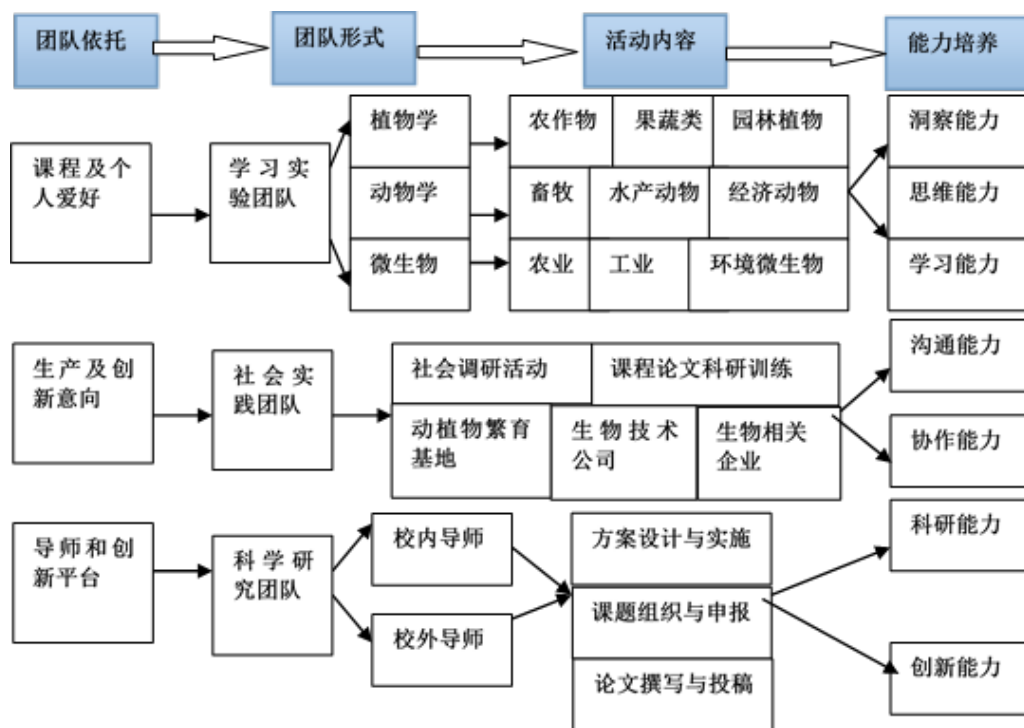 团队依托
团队形式
活动内容
能力培养
课程及个
人爱好
学习实
验团队
植物学
动物学
微生物
农作物
果蔬类
园林植物
畜牧
水产动物
经济动物
农业
工业
环境微生物
洞察能力
思维能力
学习能力
生产及创
新意向
社会实
践团队
社会调研活动
课程论文科研训练
动植物繁育
基地
生物技术
公司
生物相关
企业
沟通能力
协作能力
导师和创
新平台
科学研
究团队
校内导师
校外导师
方案设计与实施
课题组织与申报
论文撰写与投稿
科研能力
创新能力